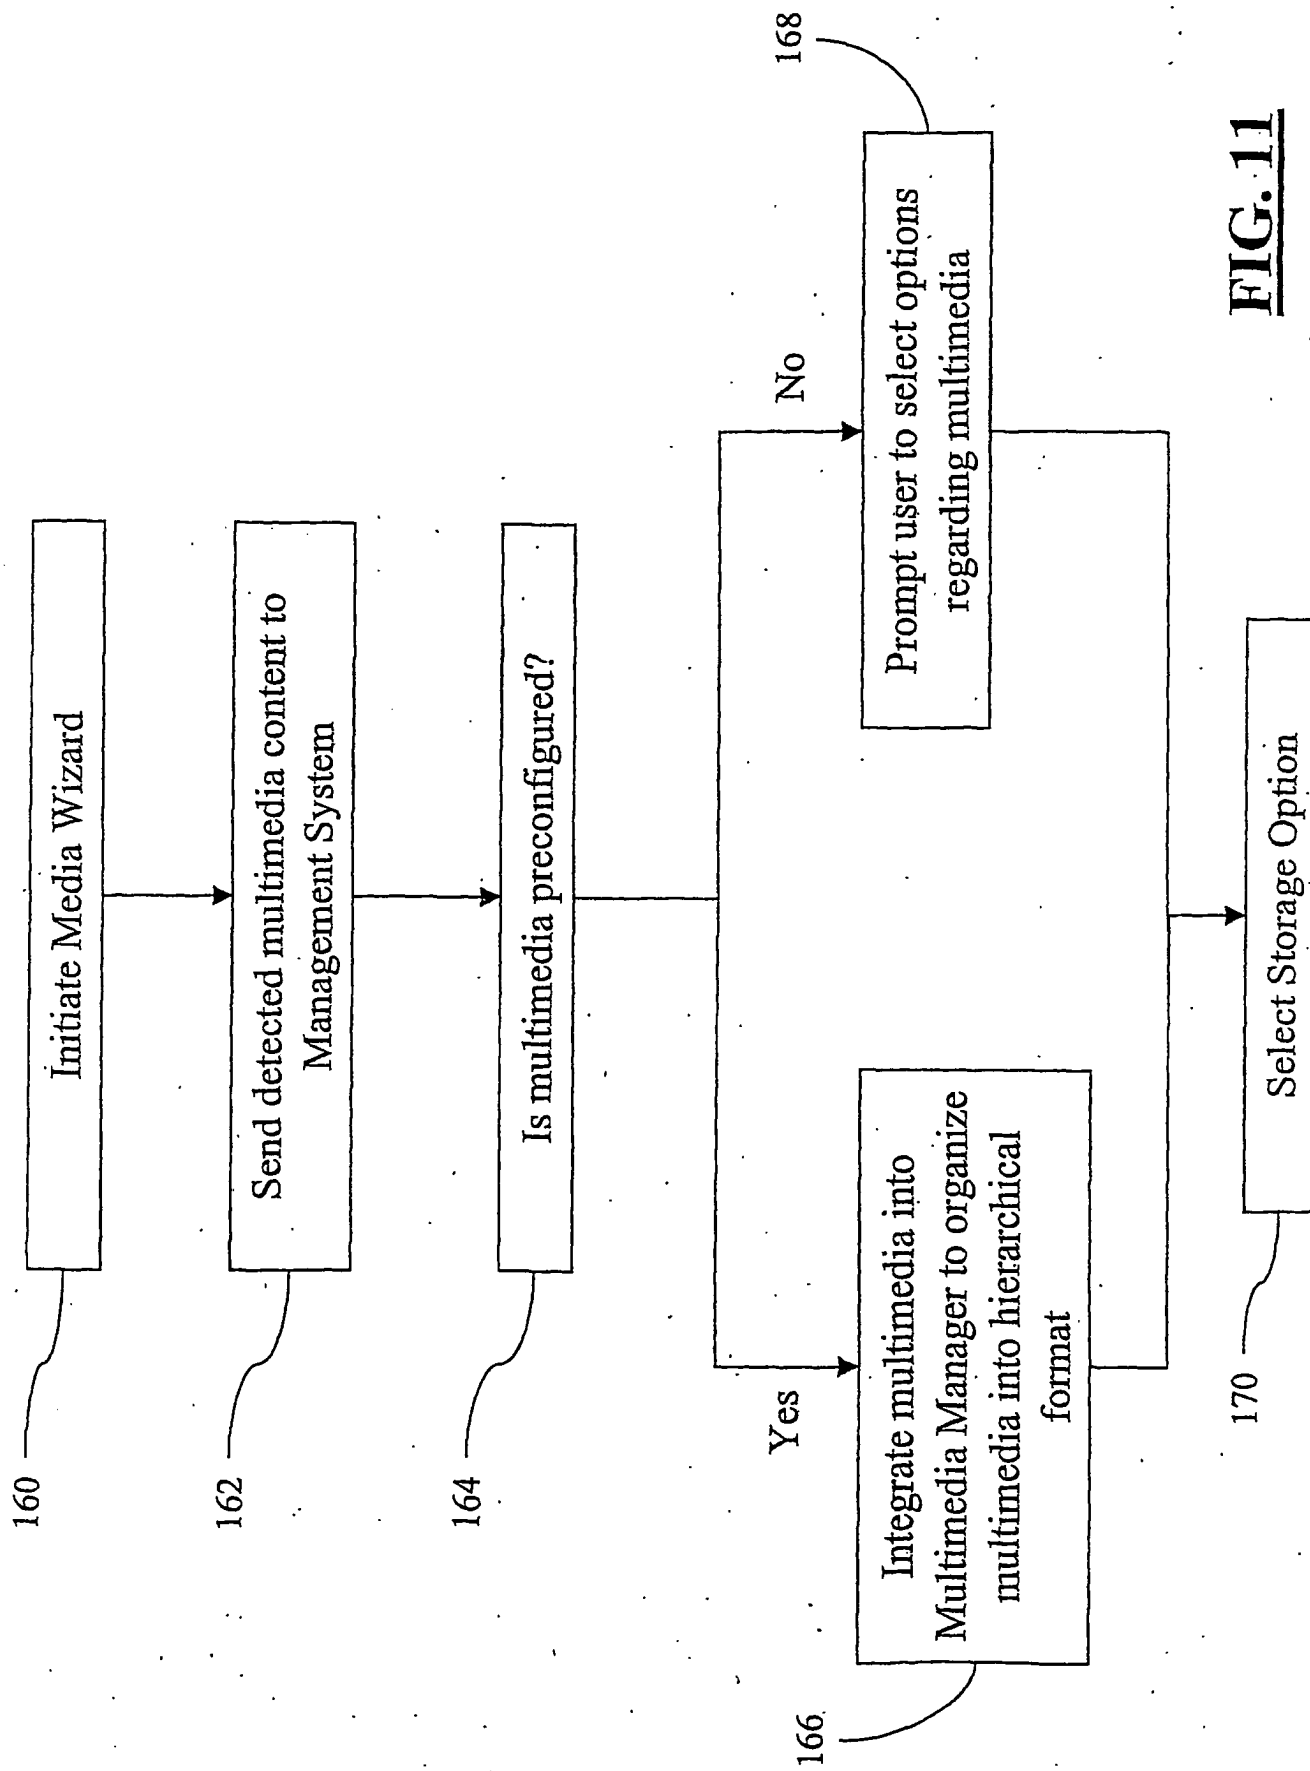 160
Initiate Media Wizard
162
Send detected multimedia content to
Management System
164
Is multimedia preconfigured?
Yes
No
166
Integrate multimedia into
Multimedia Manager to organize
multimedia into hierarchical
format
168
Prompt user to select options
regarding multimedia
170
Select Storage Option
FIG. 11